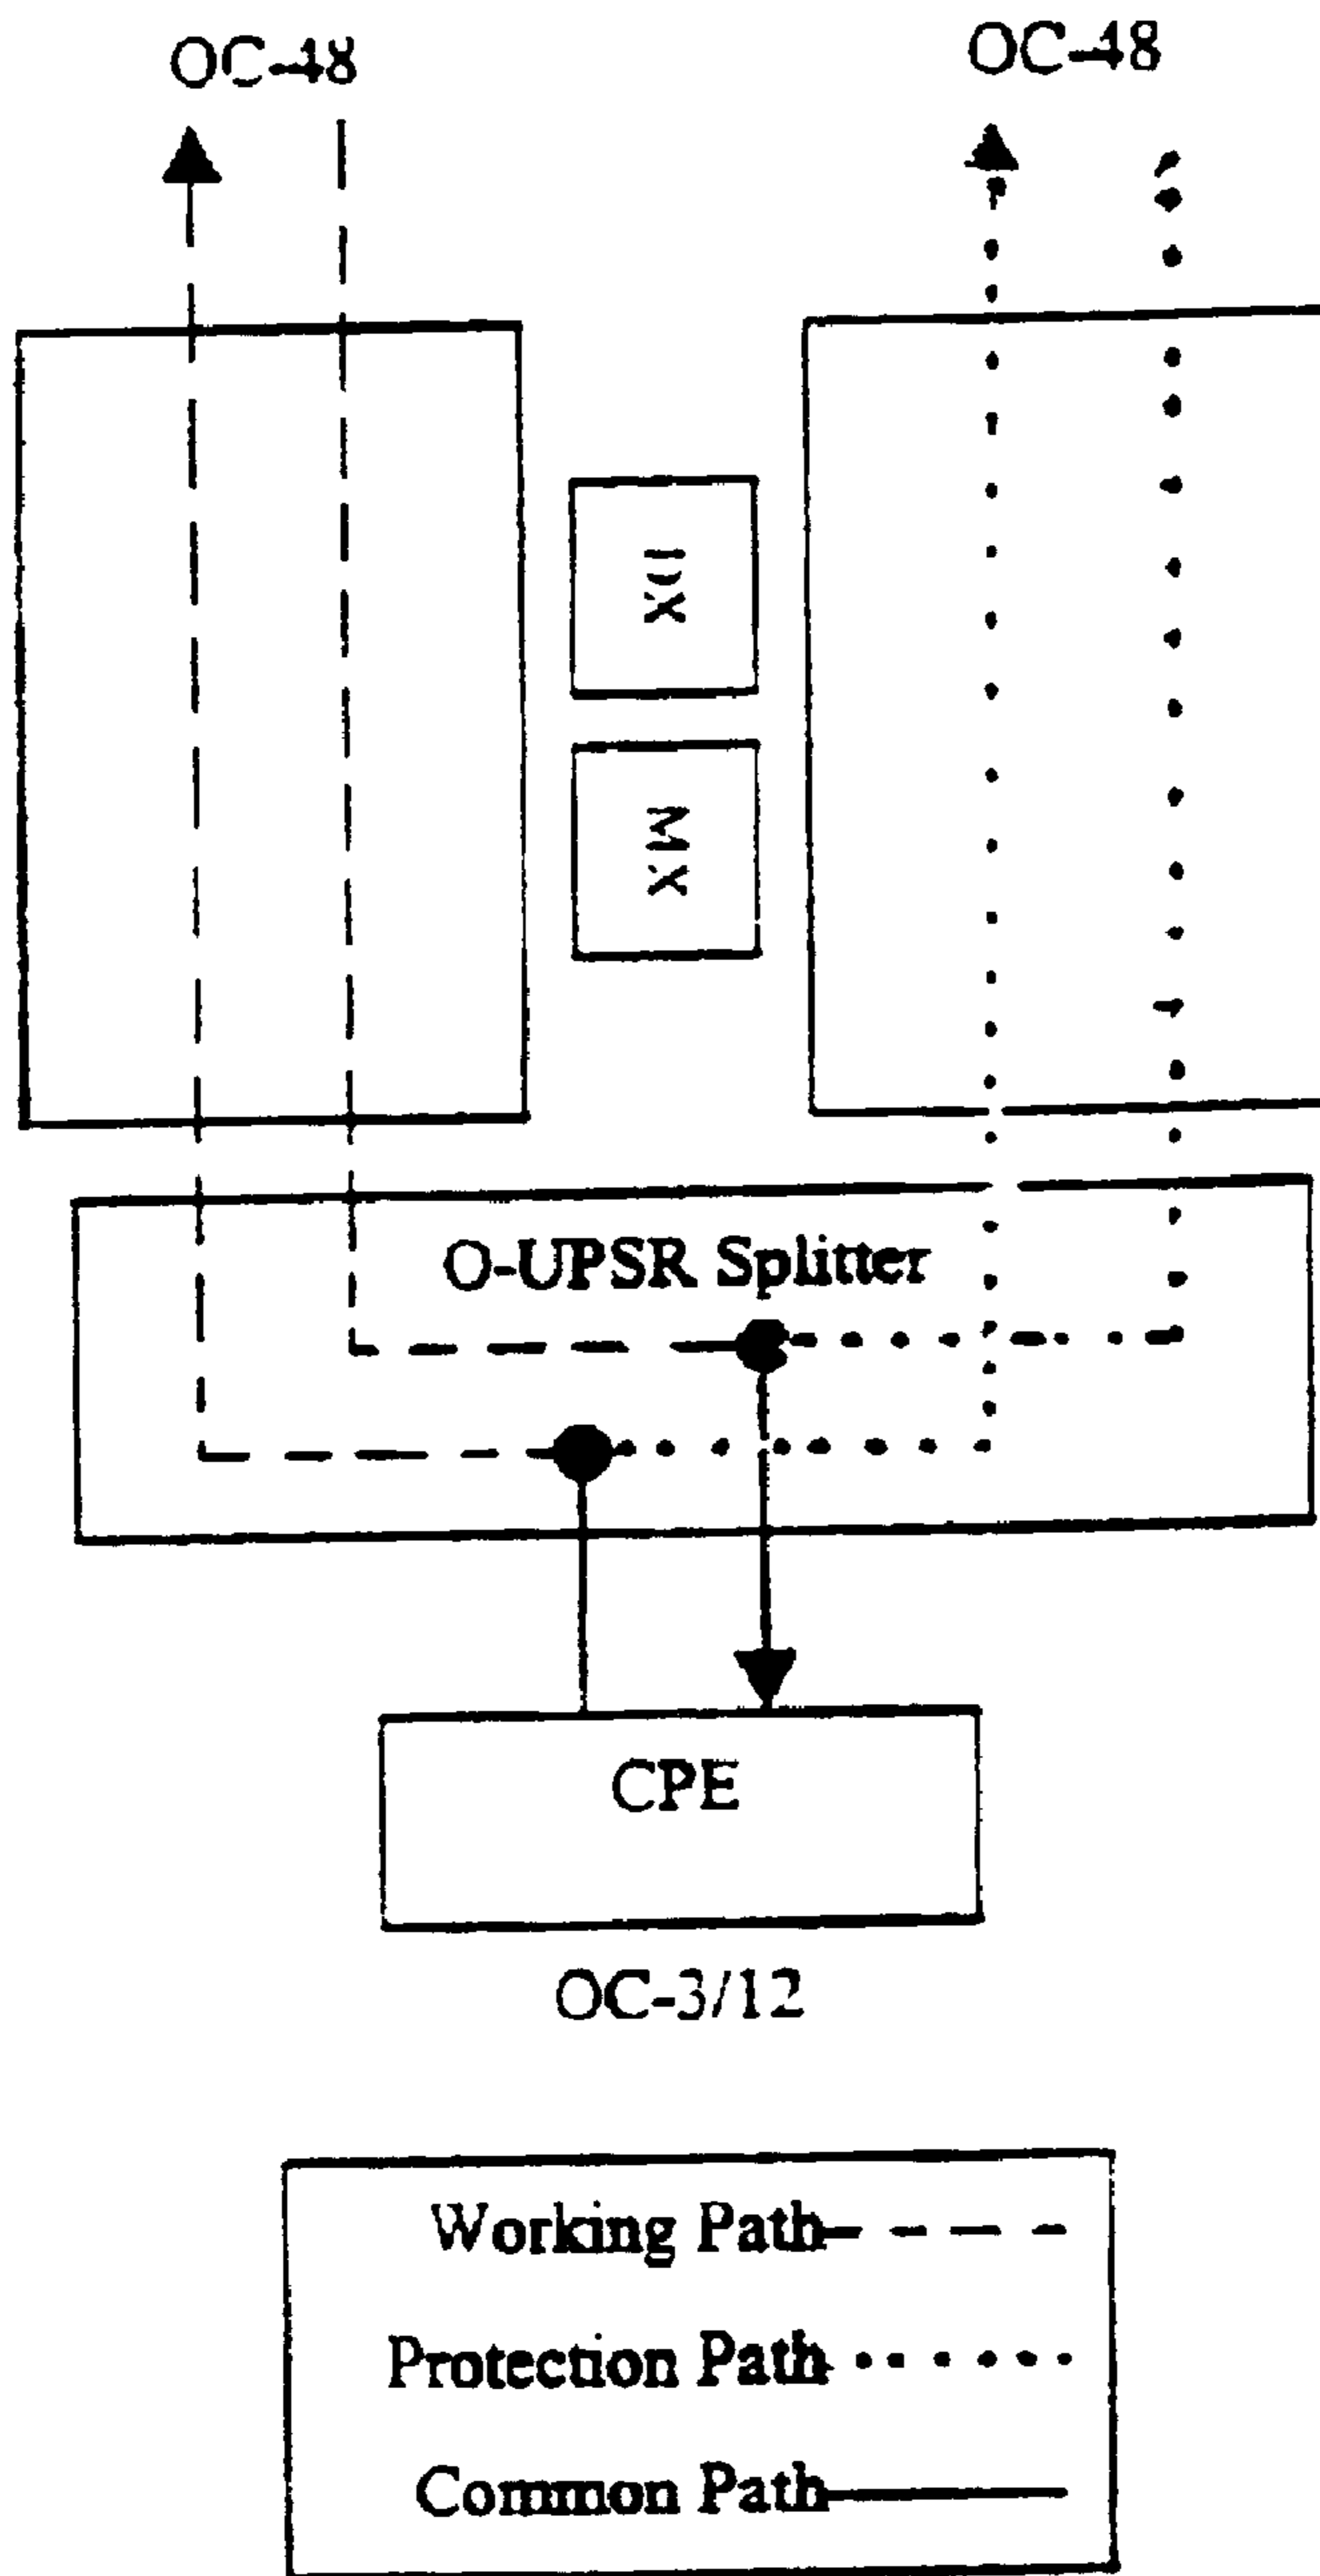 OC-48
OC-48
DX
MX
O-UPSR Splitter
CPE
OC-3/12
Working Path
Protection Path
Common Path